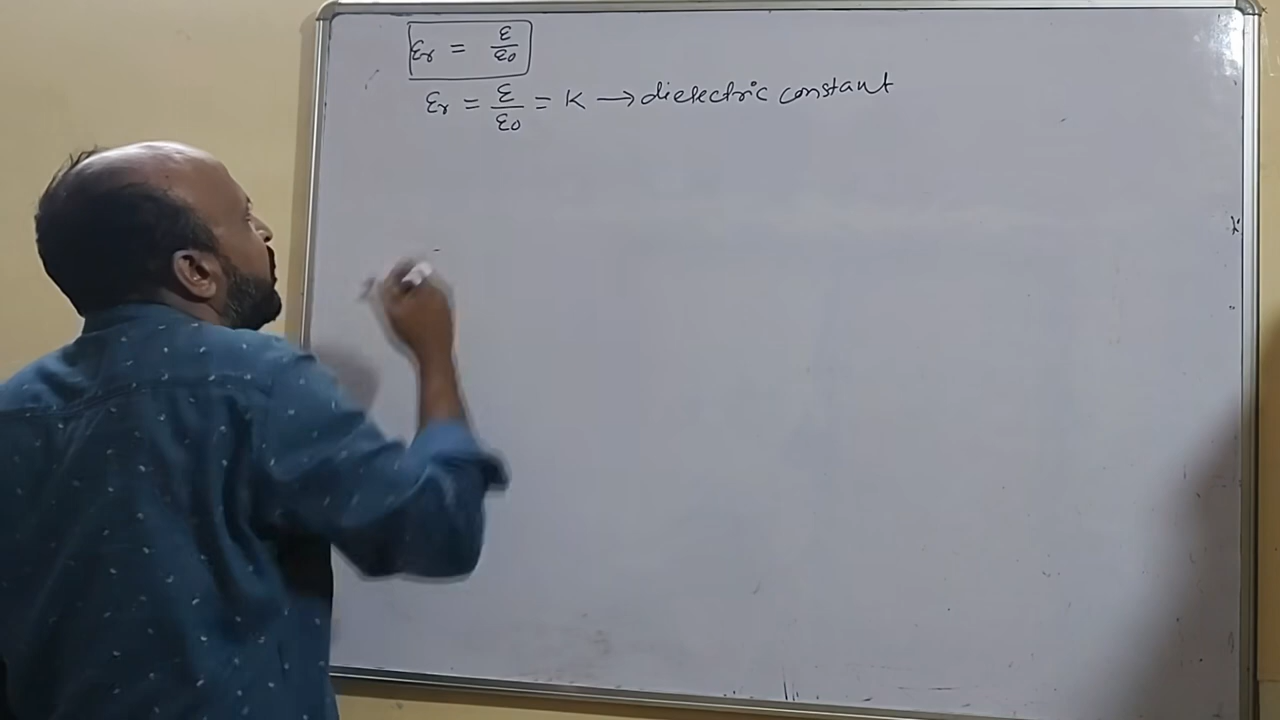 εr = ε/ε0
εr = ε/ε0 = K → dielectric constant